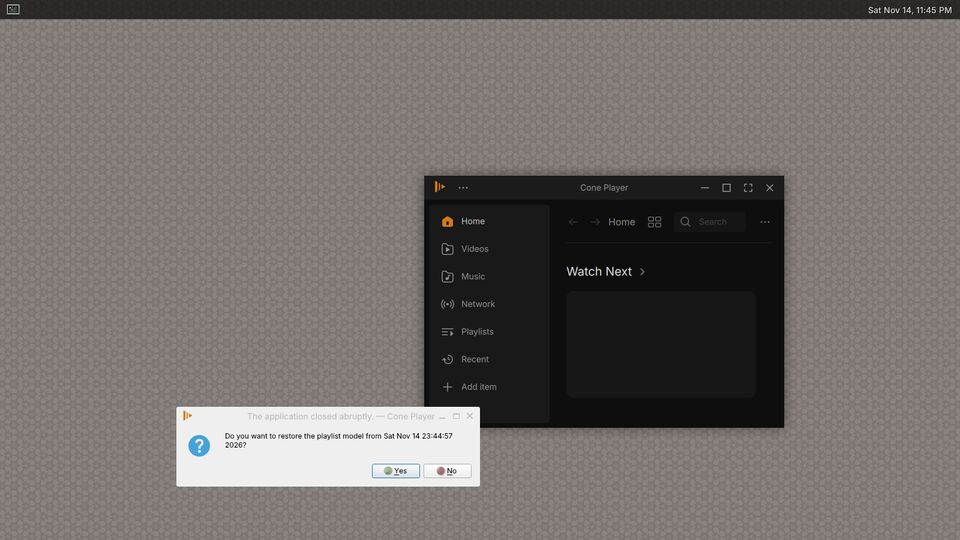 Sat Nov 14, 11:45 PM
Cone Player
Home
Videos
Music
Network
Playlists
Recent
Add item
Home
Search
Watch Next
The application closed abruptly. — Cone Player
Do you want to restore the playlist model from Sat Nov 14 23:44:57
2026?
Yes
No